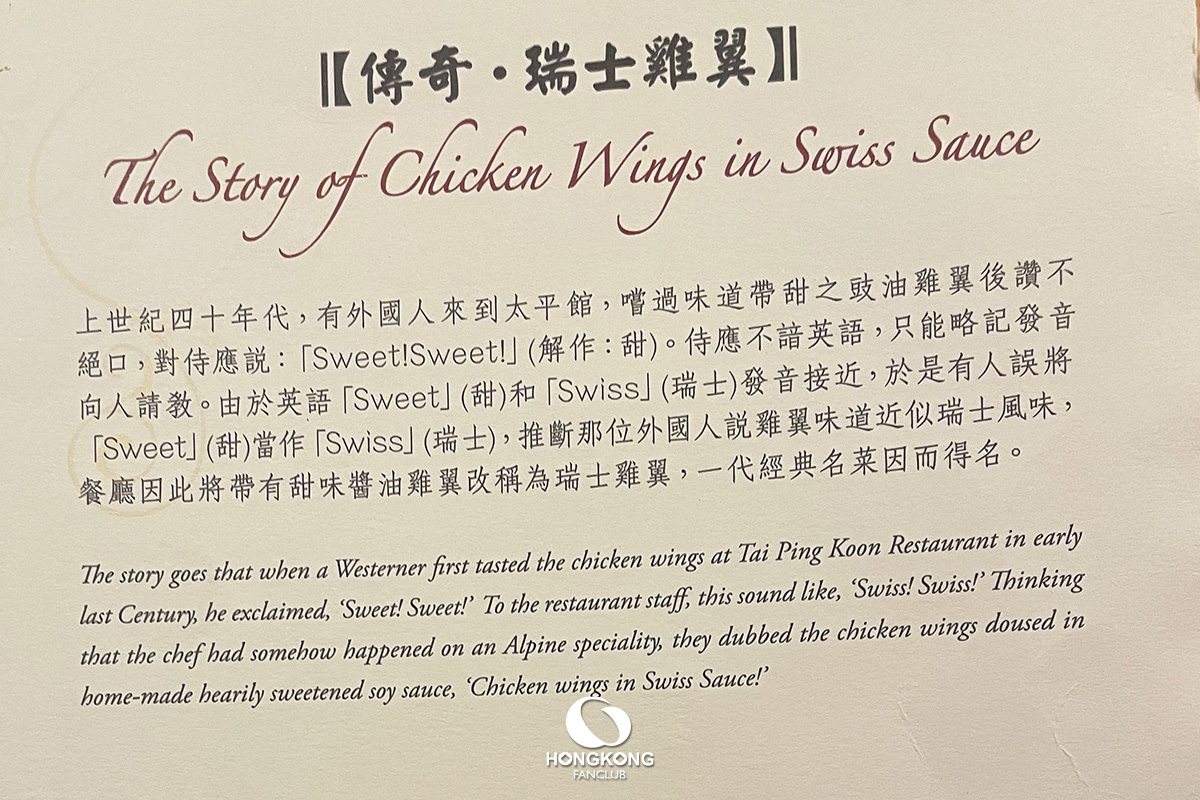 【傳奇·瑞士雞翼】
The Story of Chicken Wings in Swiss Sauce
上世紀四十年代，有外國人來到太平館，嚐過味道帶甜之豉油雞翼後讚不
絕口，對侍應説：「Sweet!Sweet!」(解作：甜)。侍應不諳英語，只能略記發音
向人請教。由於英語「Sweet」(甜)和「Swiss」(瑞士)發音接近，於是有人誤將
「Sweet」(甜)當作「Swiss」(瑞士)，推斷那位外國人説雞翼味道近似瑞士風味，
餐廳因此將帶有甜味醬油雞翼改稱為瑞士雞翼，一代經典名菜因而得名。
The story goes that when a Westerner first tasted the chicken wings at Tai Ping Koon Restaurant in early
last Century, he exclaimed, ‘Sweet! Sweet!’ To the restaurant staff, this sound like, ‘Swiss! Swiss!’ Thinking
that the chef had somehow happened on an Alpine speciality, they dubbed the chicken wings doused in
home-made hearily sweetened soy sauce, ‘Chicken wings in Swiss Sauce!’
HONGKONG
FANCLUB